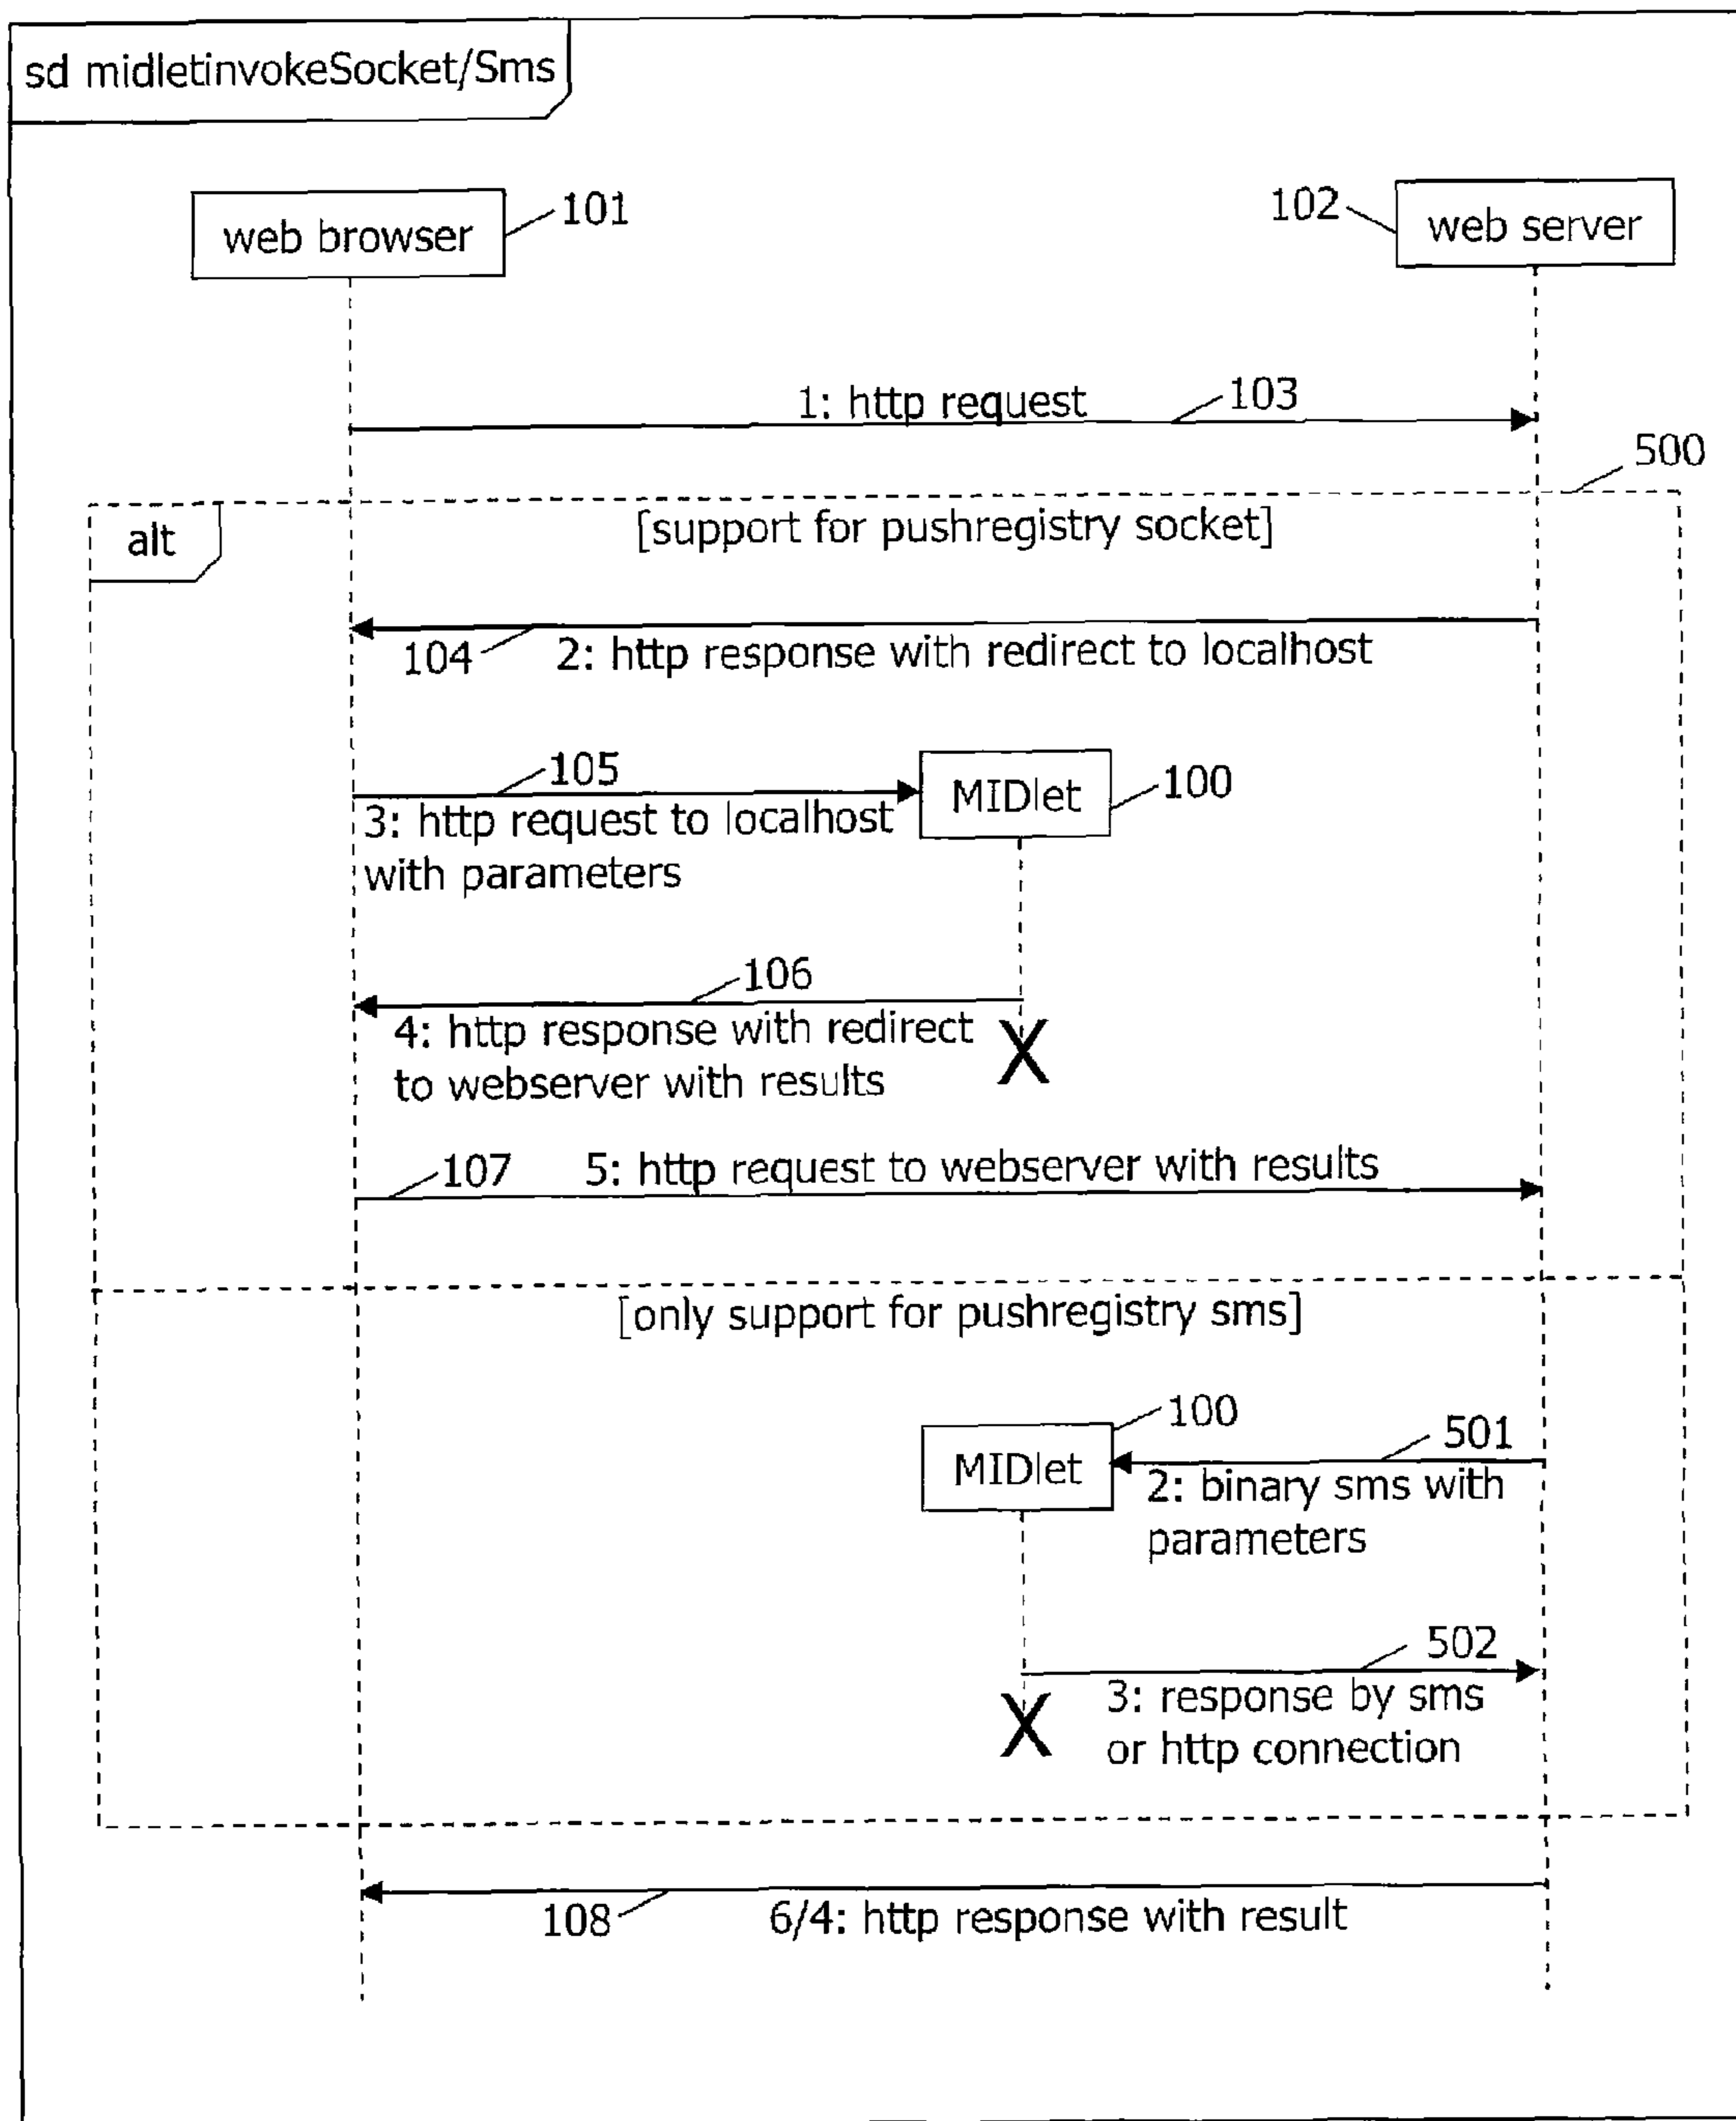 sd midletinvokeSocket/Sms
web browser
101
102
web server
1: http request
103
500
alt
[support for pushregistry socket]
104
2: http response with redirect to localhost
105
MIDlet
100
3: http request to localhost
with parameters
106
4: http response with redirect
to webserver with results
X
107
5: http request to webserver with results
[only support for pushregistry sms]
100
MIDlet
501
2: binary sms with
parameters
502
X
3: response by sms
or http connection
108
6/4: http response with result